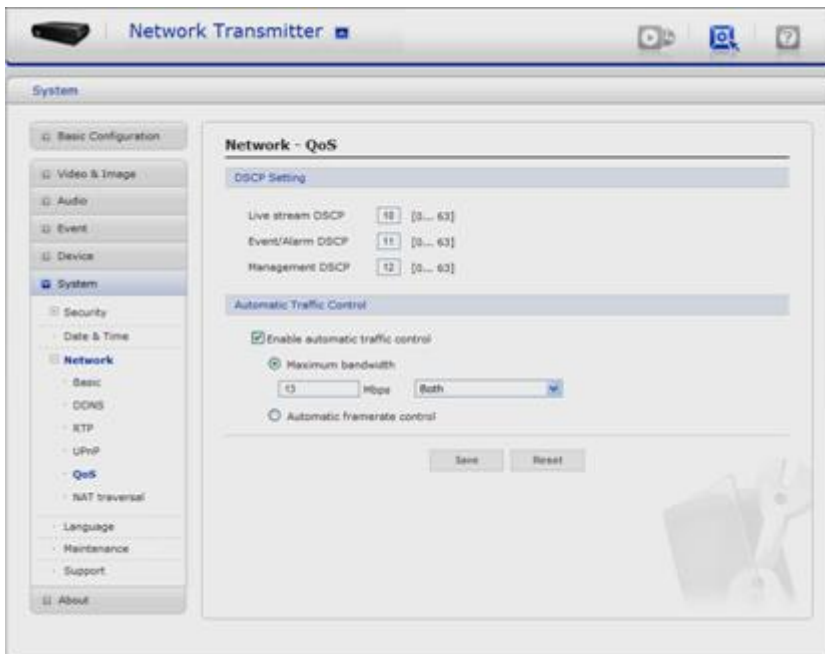 Network Transmitter
System
Basic Configuration
Video & Image
Audio
Event
Device
System
Security
Date & Time
Network
Basic
DDNS
RTP
UPnP
QoS
NAT traversal
Language
Maintenance
Support
About
Network - QoS
DSCP Setting
Live stream DSCP 10 [0... 63]
Event/Alarm DSCP 11 [0... 63]
Management DSCP 12 [0... 63]
Automatic Traffic Control
Enable automatic traffic control
Maximum bandwidth
13 Mbps Both
Automatic framerate control
Save Reset